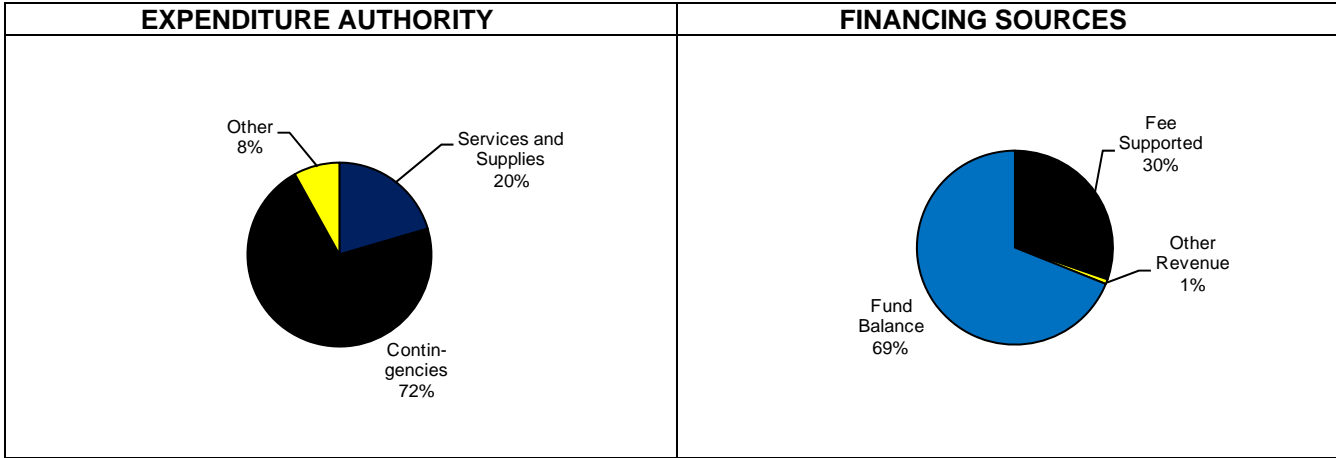 EXPENDITURE AUTHORITY
Other
8%
Services and
Supplies
20%
Contin-
gencies
72%
FINANCING SOURCES
Fee
Supported
30%
Other
Revenue
1%
Fund
Balance
69%